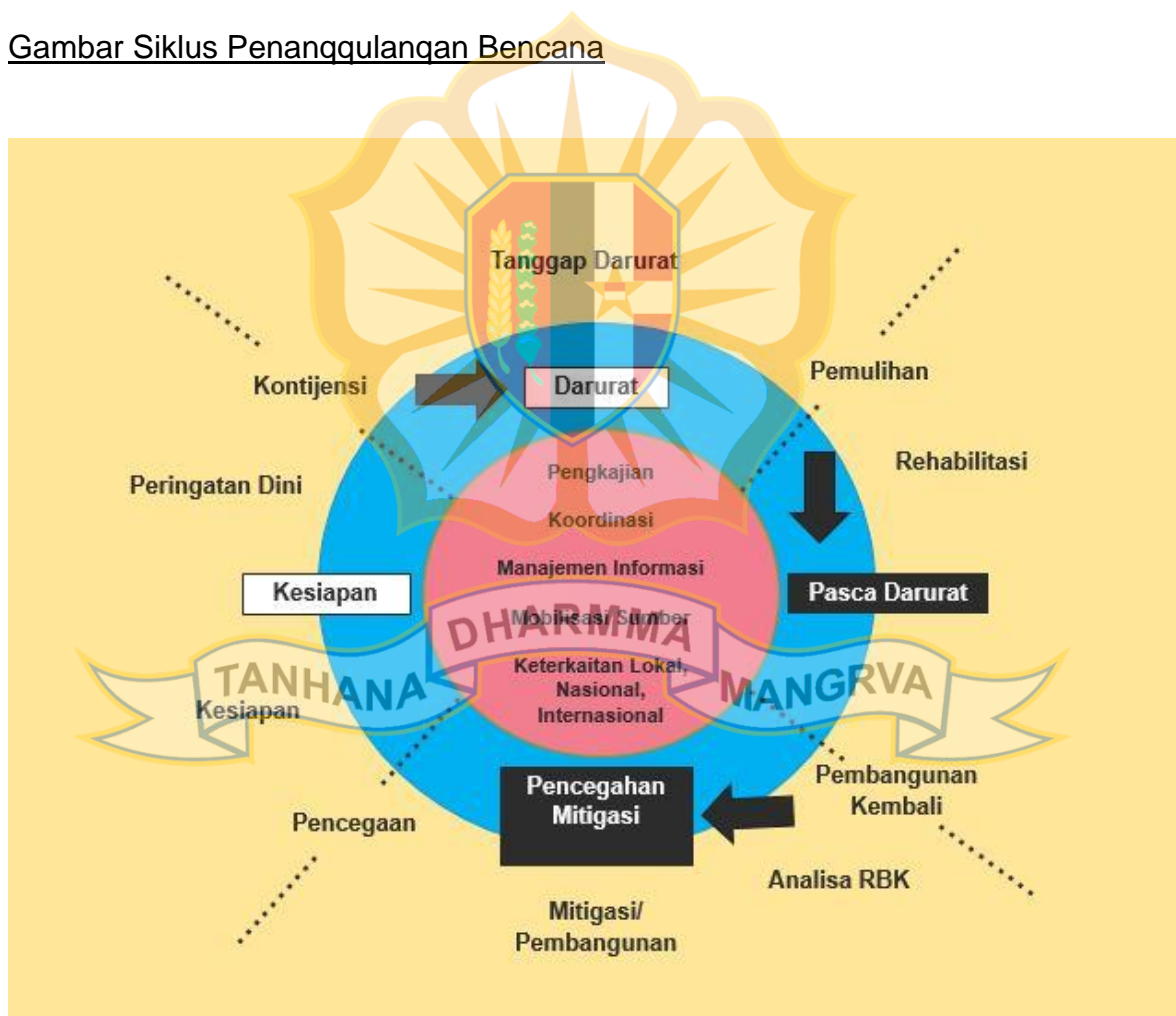 Gambar Siklus Penanggulangan Bencana
Tanggap Darurat
Kontijensi
Darurat
Pemulihan
Peringatan Dini
Pengkajian
Rehabilitasi
Koordinasi
Manajemen Informasi
Kesiapan
Pasca Darurat
Mobilisasi Sumber
DHARMMA
Keterkaitan Lokal,
Nasional,
Internasional
TANHANA
MANGRVA
Kesiapan
Pencegahan
Mitigasi
Pembangunan
Kembali
Pencegaan
Analisa RBK
Mitigasi/
Pembangunan